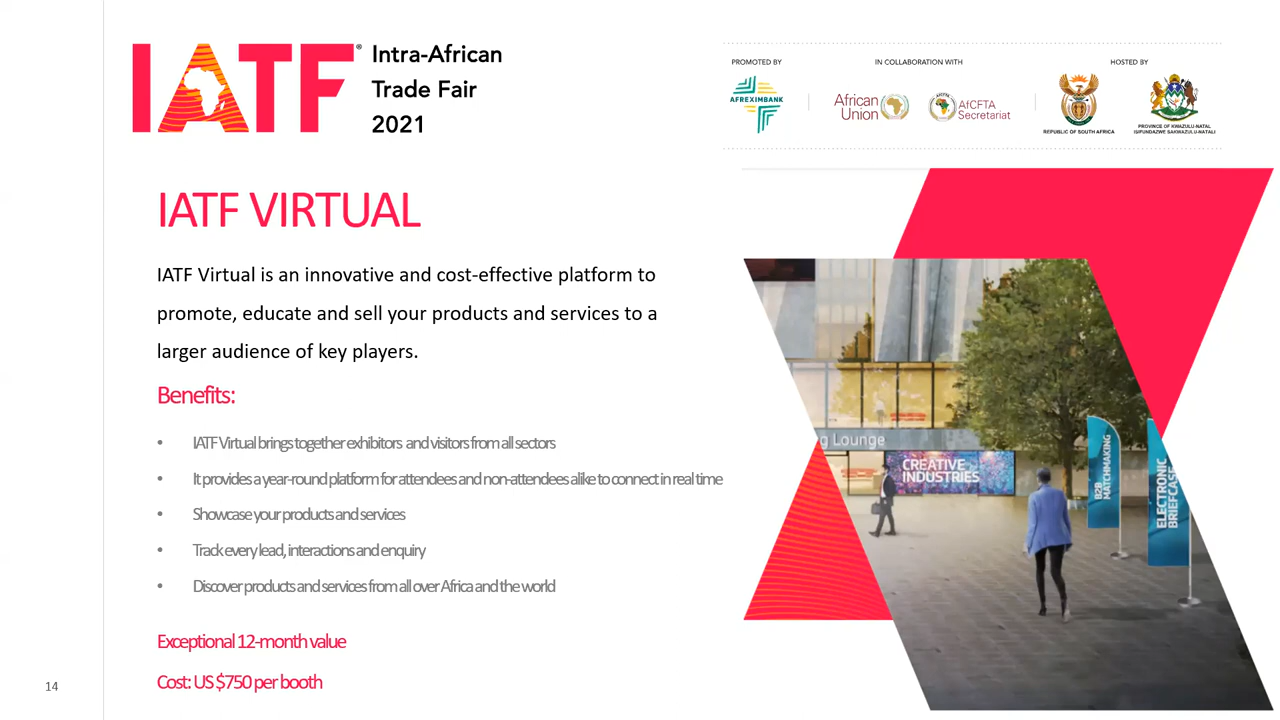 IATF®
Intra-African
Trade Fair
2021
PROMOTED BY
AFREXIMBANK
IN COLLABORATION WITH
African
Union
AfCFTA
Secretariat
HOSTED BY
REPUBLIC OF SOUTH AFRICA
PROVINCE OF KWAZULU-NATAL
ISIFUNDAZWE SAKWAZULU-NATALI
IATF VIRTUAL
IATF Virtual is an innovative and cost-effective platform to
promote, educate and sell your products and services to a
larger audience of key players.
Benefits:
• IATF Virtual brings together exhibitors and visitors from all sectors
• It provides a year-round platform for attendees and non-attendees alike to connect in real time
• Showcase your products and services
• Track every lead, interactions and enquiry
• Discover products and services from all over Africa and the world
Exceptional 12-month value
Cost: US $750 per booth
g Lounge
CREATIVE
INDUSTRIES
B2B
MATCHMAKING
ELECTRONIC
BRIEFCASE
14